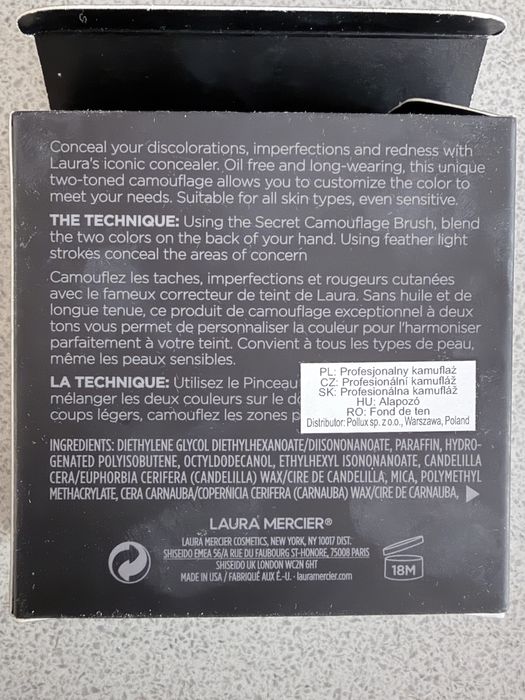 Conceal your discolorations, imperfections and redness with
Laura's iconic concealer. Oil free and long-wearing, this unique
two-toned camouflage allows you to customize the color to
meet your needs. Suitable for all skin types, even sensitive.
THE TECHNIQUE: Using the Secret Camouflage Brush, blend
the two colors on the back of your hand. Using feather light
strokes conceal the areas of concern
Camouflez les taches, imperfections et rougeurs cutanées
avec le fameux correcteur de teint de Laura. Sans huile et de
longue tenue, ce produit de camouflage exceptionnel à deux
tons vous permet de personnaliser la couleur pour l'harmoniser
parfaitement à votre teint. Convient à tous les types de peau,
même les peaux sensibles.
LA TECHNIQUE: Utilisez le Pinceau
mélanger les deux couleurs sur le
coups légers, camouflez les zones
PL: Profesjonalny kamuflaż
CZ: Profesionální kamufláž
SK: Profesionálna kamufláž
HU: Alapozó
RO: Fond de ten
Distributor: Pollux sp. z o.o., Warszawa, Poland
INGREDIENTS: DIETHYLENE GLYCOL DIETHYLHEXANOATE/DIISONONANOATE, PARAFFIN, HYDRO-
GENATED POLYISOBUTENE, OCTYLDODECANOL, ETHYLHEXYL ISONONANOATE, CANDELILLA
CERA/EUPHORBIA CERIFERA (CANDELILLA) WAX/CIRE DE CANDELILLA, MICA, POLYMETHYL
METHACRYLATE, CERA CARNAUBA/COPERNICIA CERIFERA (CARNAUBA) WAX/CIRE DE CARNAUBA,
LAURA MERCIER®
LAURA MERCIER COSMETICS, NEW YORK, NY 10017 DIST.
SHISEIDO EMEA 56/A RUE DU FAUBOURG ST-HONORE, 75008 PARIS
SHISEIDO UK LONDON WC2N 6HT
MADE IN USA / FABRIQUÉ AUX É.-U. · lauramercier.com
18M